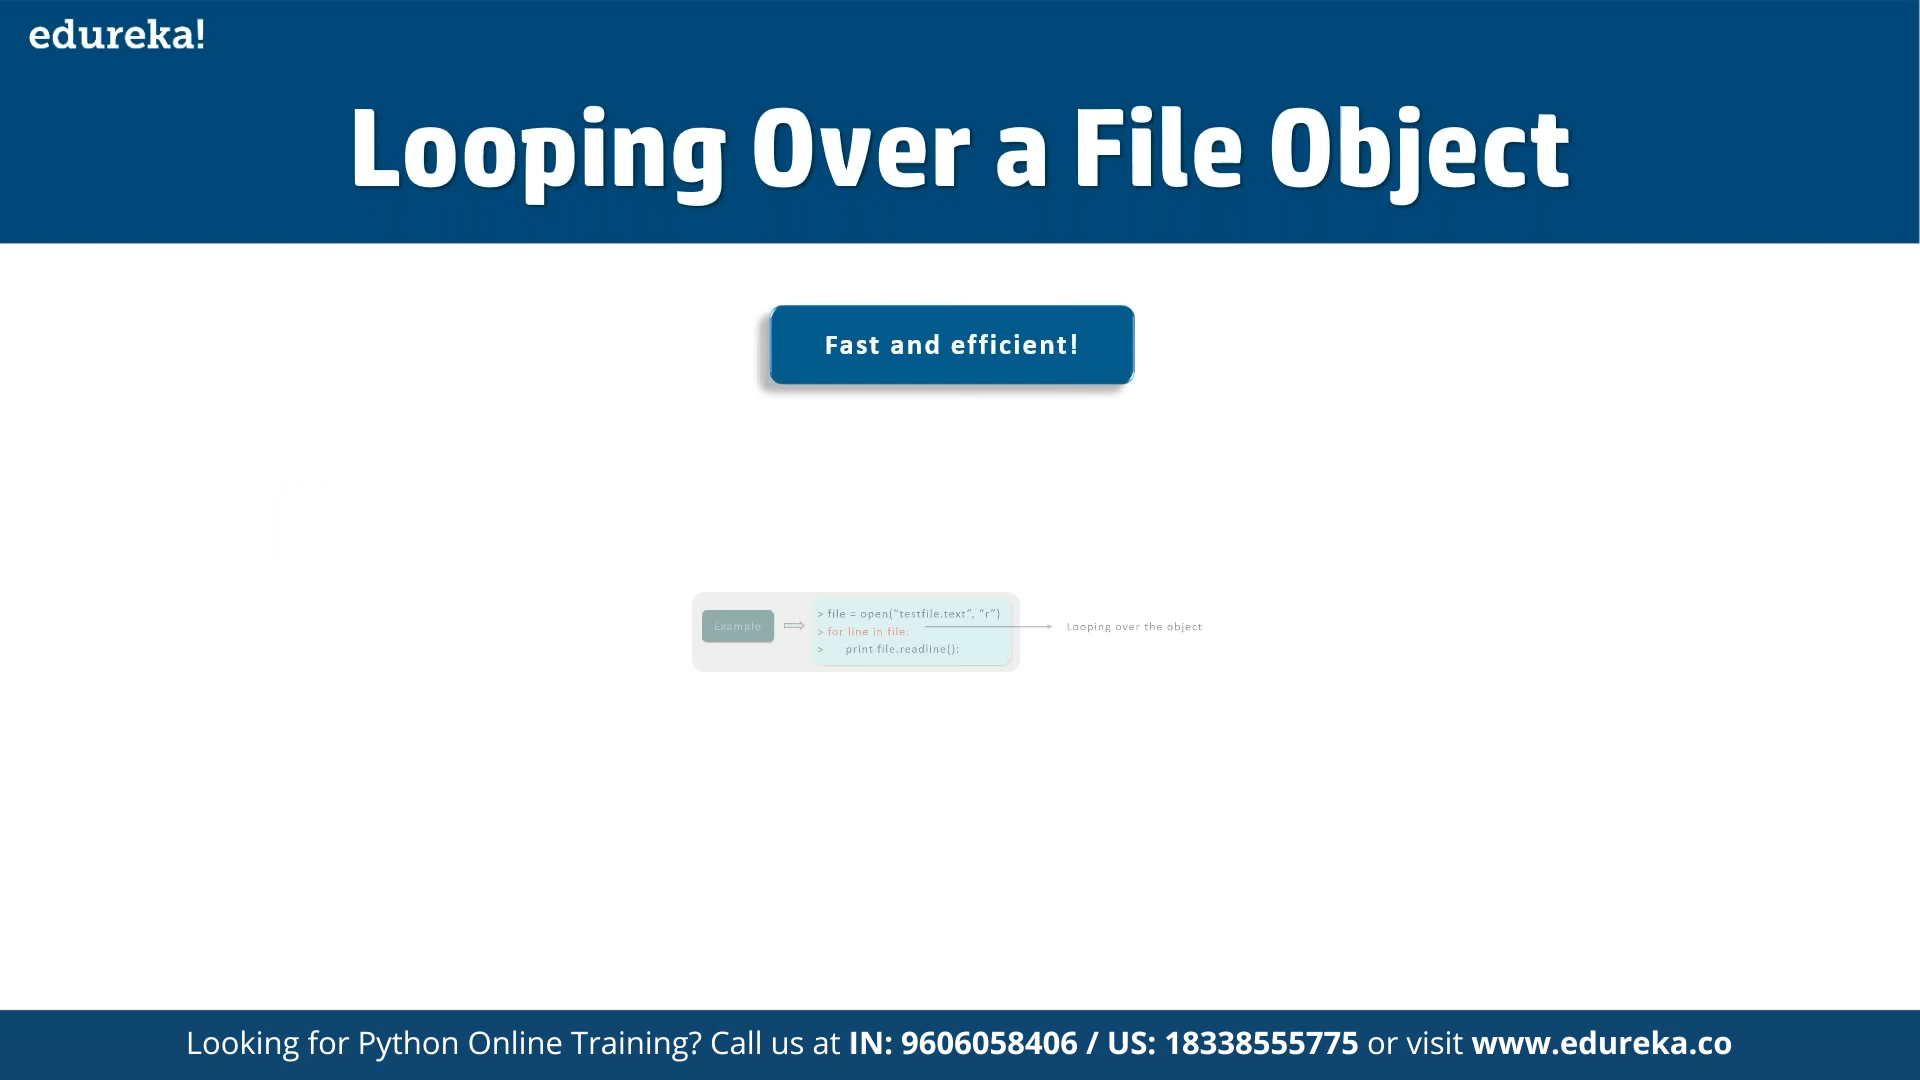 edureka!
Looping Over a File Object
Fast and efficient!
Example
> file = open(“testfile.text”, “r”)
> for line in file:
> print file.readline():
Looping over the object
Looking for Python Online Training? Call us at IN: 9606058406 / US: 18338555775 or visit www.edureka.co